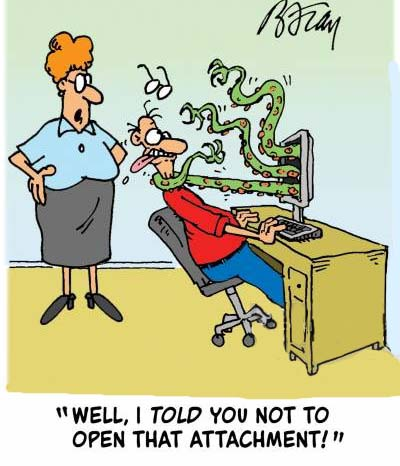 "WELL, I TOLD YOU NOT TO
OPEN THAT ATTACHMENT!"